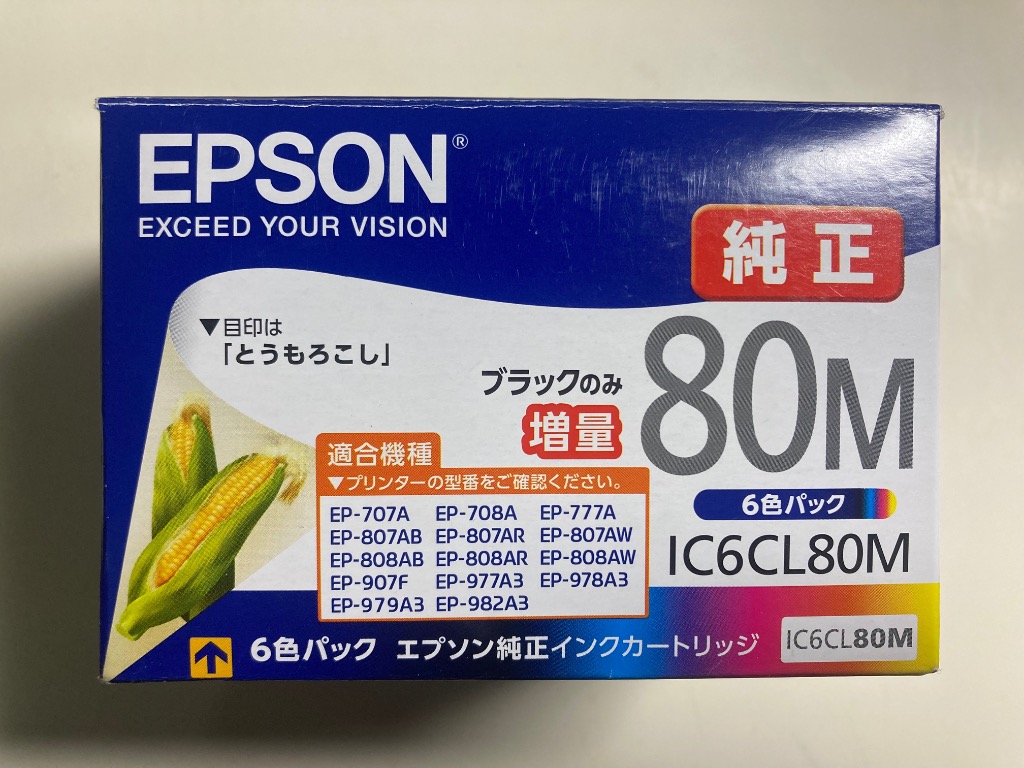 EPSON®
EXCEED YOUR VISION
純正
▼目印は
「とうもろこし」
ブラックのみ
増量
80M
6色パック
IC6CL80M
適合機種
▼プリンターの型番をご確認ください。
EP-707A EP-708A EP-777A
EP-807AB EP-807AR EP-807AW
EP-808AB EP-808AR EP-808AW
EP-907F EP-977A3 EP-978A3
EP-979A3 EP-982A3
6色パック エプソン純正インクカートリッジ
IC6CL80M